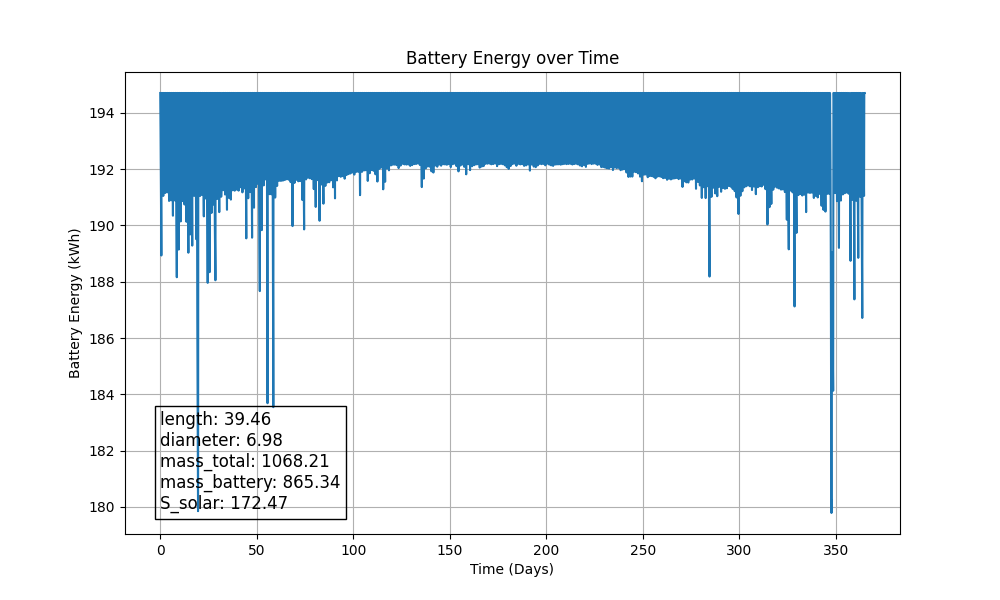 Battery Energy over Time
Battery Energy (kWh)
194
192
190
188
186
184
182
180
length: 39.46
diameter: 6.98
mass_total: 1068.21
mass_battery: 865.34
S_solar: 172.47
0 50 100 150 200 250 300 350
Time (Days)